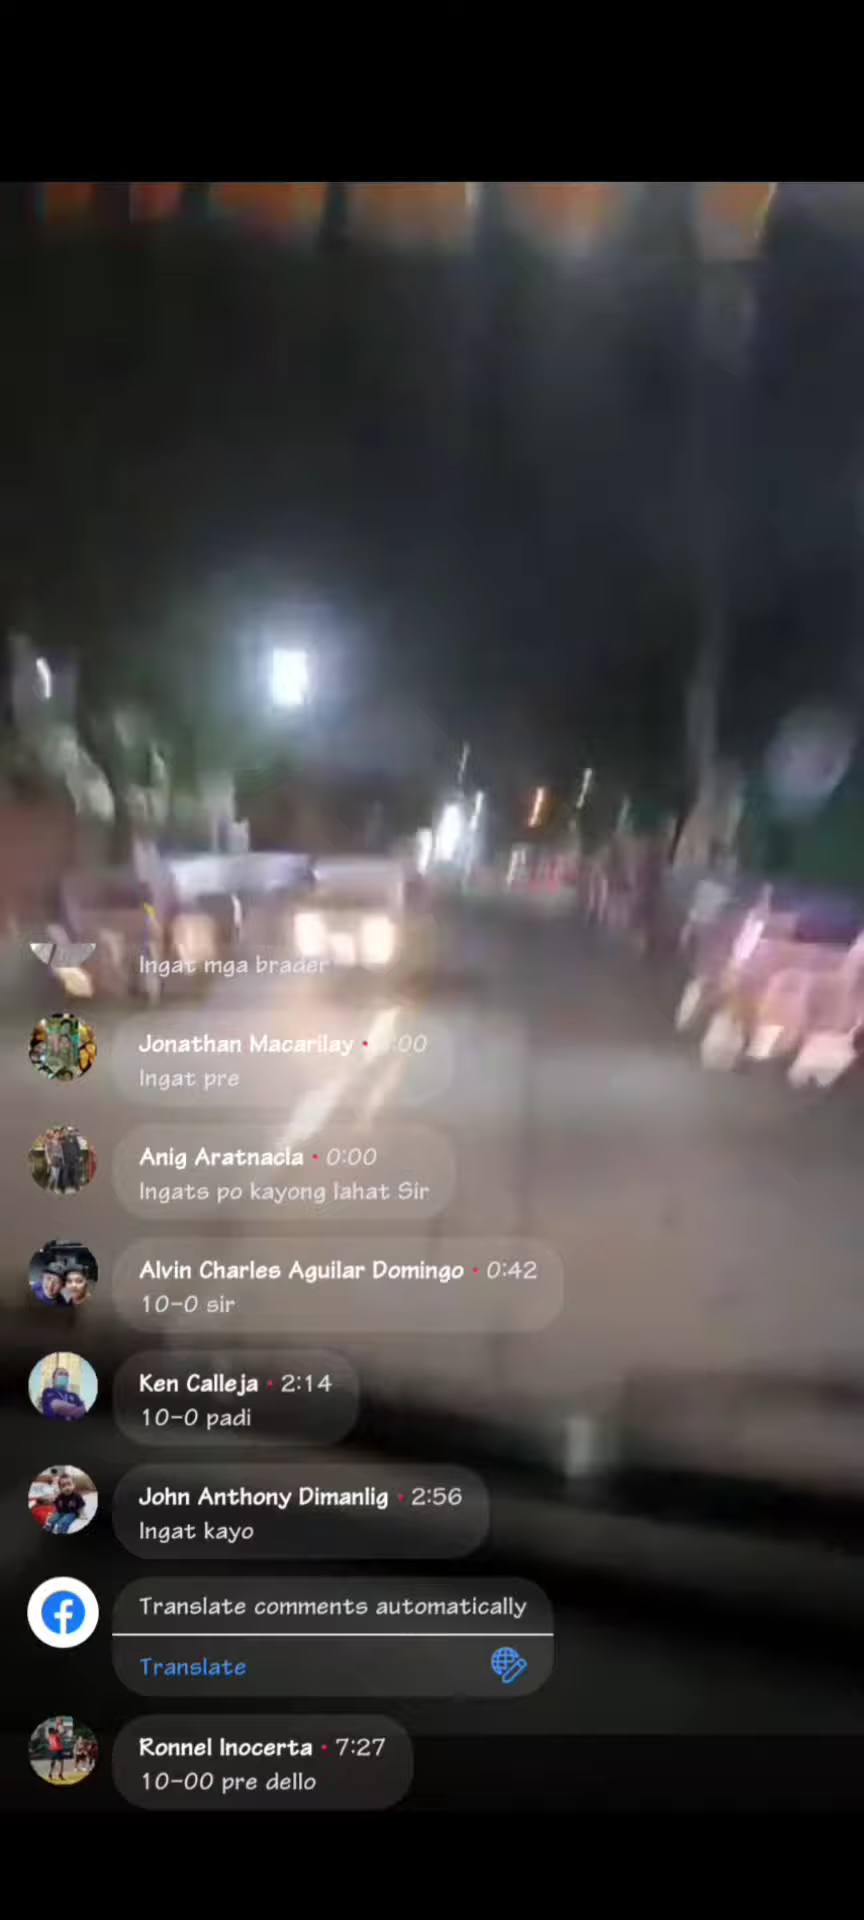 Ingat mga brader
Jonathan Macarilay • :00
Ingat pre
Anig Aratnacla • 0:00
Ingats po kayong lahat Sir
Alvin Charles Aguilar Domingo • 0:42
10-0 sir
Ken Calleja • 2:14
10-0 padi
John Anthony Dimanlig • 2:56
Ingat kayo
Translate comments automatically
Translate
Ronnel Inocerta • 7:27
10-00 pre dello